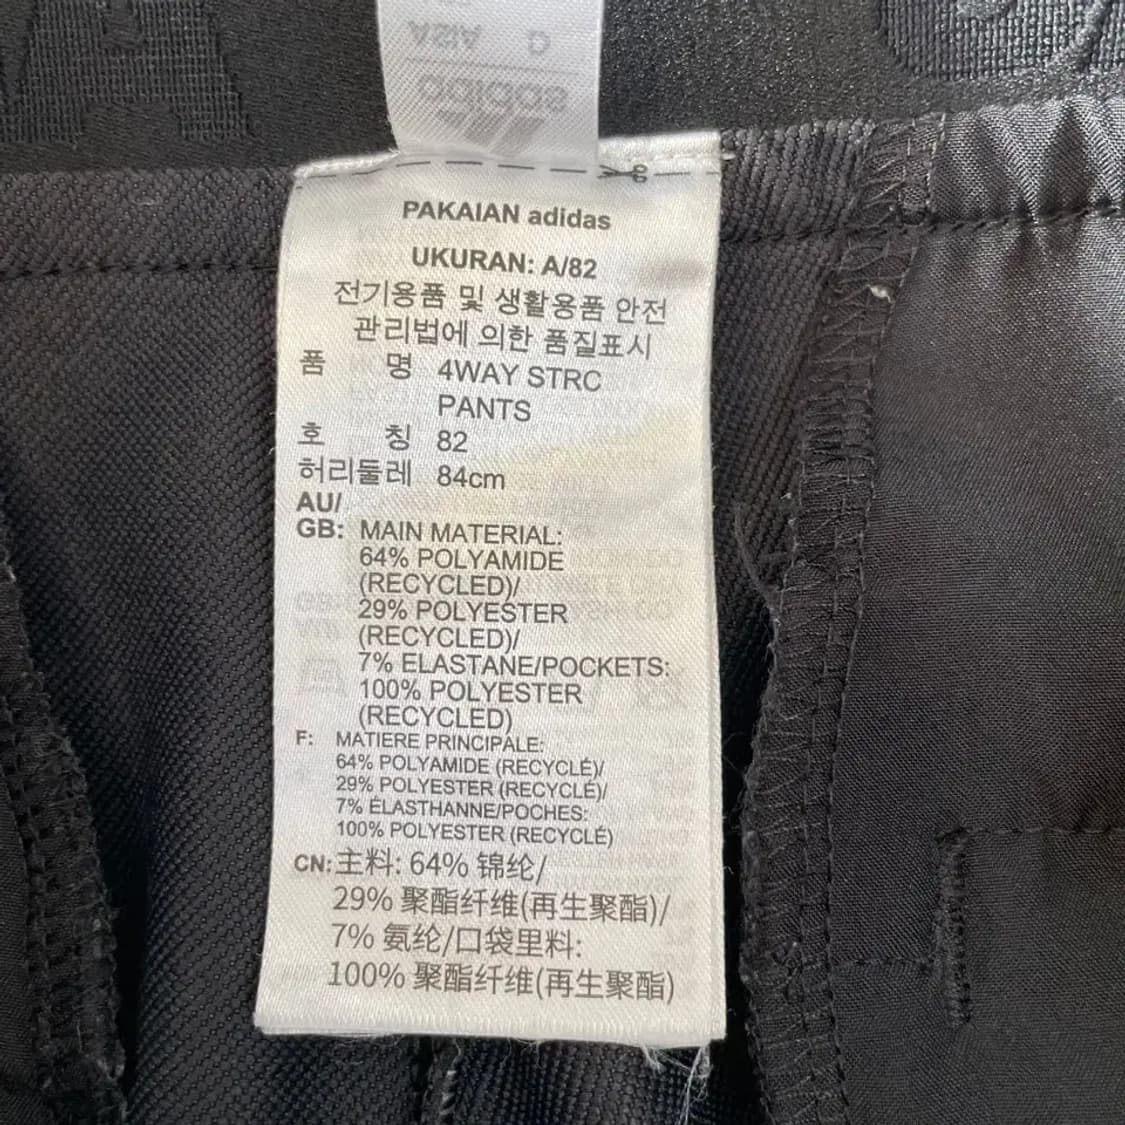 adidas
PAKAIAN adidas
UKURAN: A/82
전기용품 및 생활용품 안전
관리법에 의한 품질표시
품 명 4WAY STRC
PANTS
호 칭 82
허리둘레 84cm
AU/
GB: MAIN MATERIAL:
64% POLYAMIDE
(RECYCLED)/
29% POLYESTER
(RECYCLED)/
7% ELASTANE/POCKETS:
100% POLYESTER
(RECYCLED)
F: MATIERE PRINCIPALE:
64% POLYAMIDE (RECYCLÉ)/
29% POLYESTER (RECYCLÉ)/
7% ÉLASTHANNE/POCHES:
100% POLYESTER (RECYCLÉ)
CN: 主料: 64% 锦纶/
29% 聚酯纤维(再生聚酯)/
7% 氨纶/口袋里料:
100% 聚酯纤维(再生聚酯)